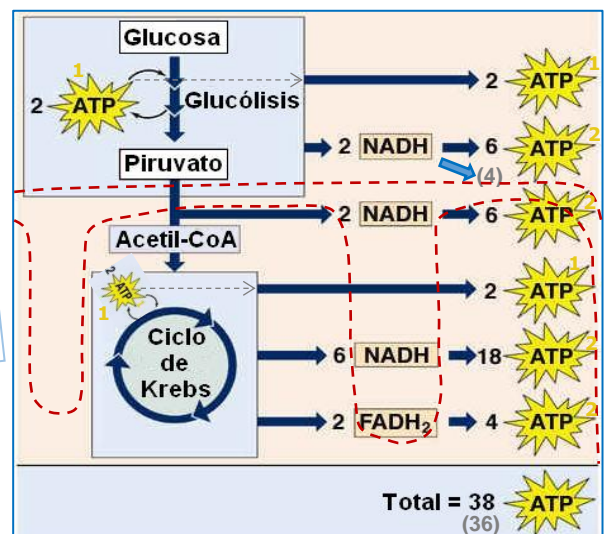 Glucosa
1
2 ATP
Glucólisis
2 ATP 1
Piruvato
2 NADH 6 ATP 2
(4)
2 NADH 6 ATP 2
Acetil-CoA
2 ATP
1
2 ATP 1
Ciclo
de
Krebs
6 NADH 18 ATP 2
2 FADH₂ 4 ATP 2
Total = 38 ATP
(36)